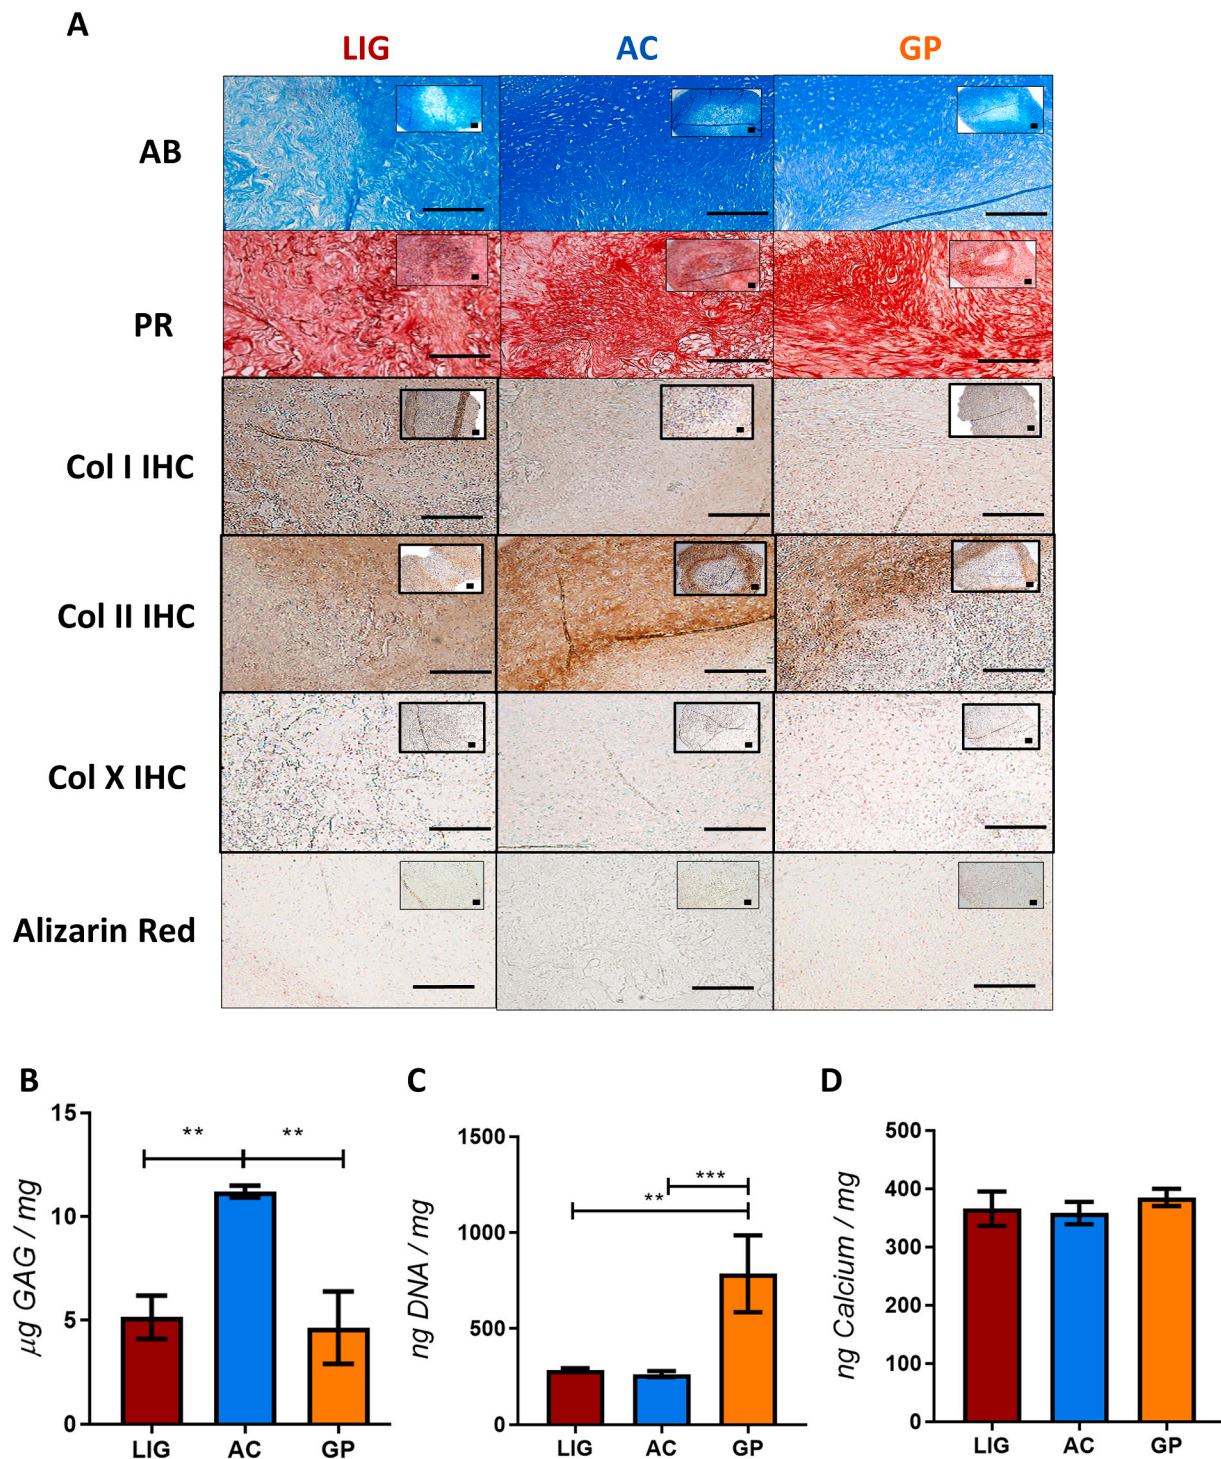 A
LIG AC GP
AB
PR
Col I IHC
Col II IHC
Col X IHC
Alizarin Red
B
15
10
5
0
μg GAG / mg
** **
LIG AC GP
C
1500
1000
500
0
ng DNA / mg
***
**
LIG AC GP
D
500
400
300
200
100
0
ng Calcium / mg
LIG AC GP